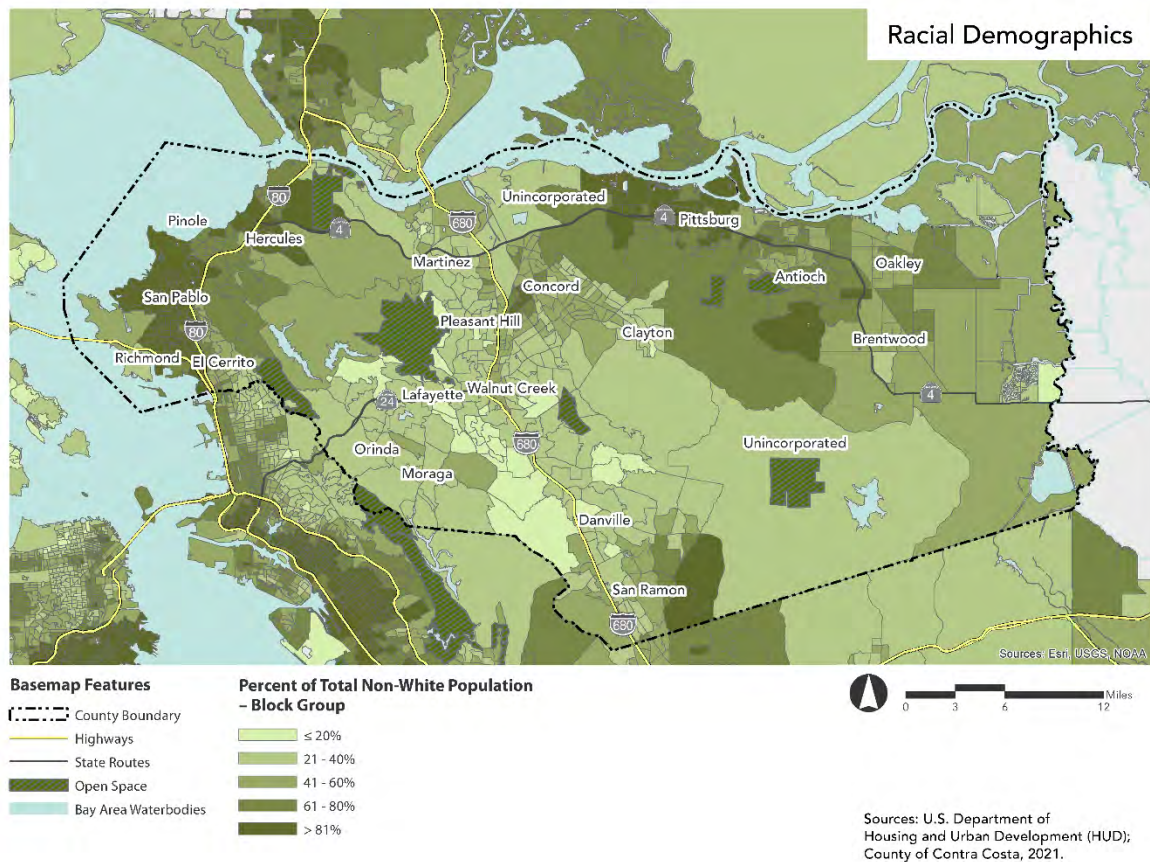 Racial Demographics
Unincorporated
80
Pinole
4
Pittsburg
680
Hercules
4
Martinez
Oakley
Antioch
Concord
San Pablo
Pleasant Hill
80
Clayton
Brentwood
Richmond
El Cerrito
Walnut Creek
Lafayette
24
4
Orinda
680
Unincorporated
Moraga
Danville
San Ramon
680
Sources: Esri, USGS, NOAA
Basemap Features
County Boundary
Highways
State Routes
Open Space
Bay Area Waterbodies
Percent of Total Non-White Population
– Block Group
≤ 20%
21 - 40%
41 - 60%
61 - 80%
> 81%
Miles
0 3 6 12
Sources: U.S. Department of
Housing and Urban Development (HUD);
County of Contra Costa, 2021.